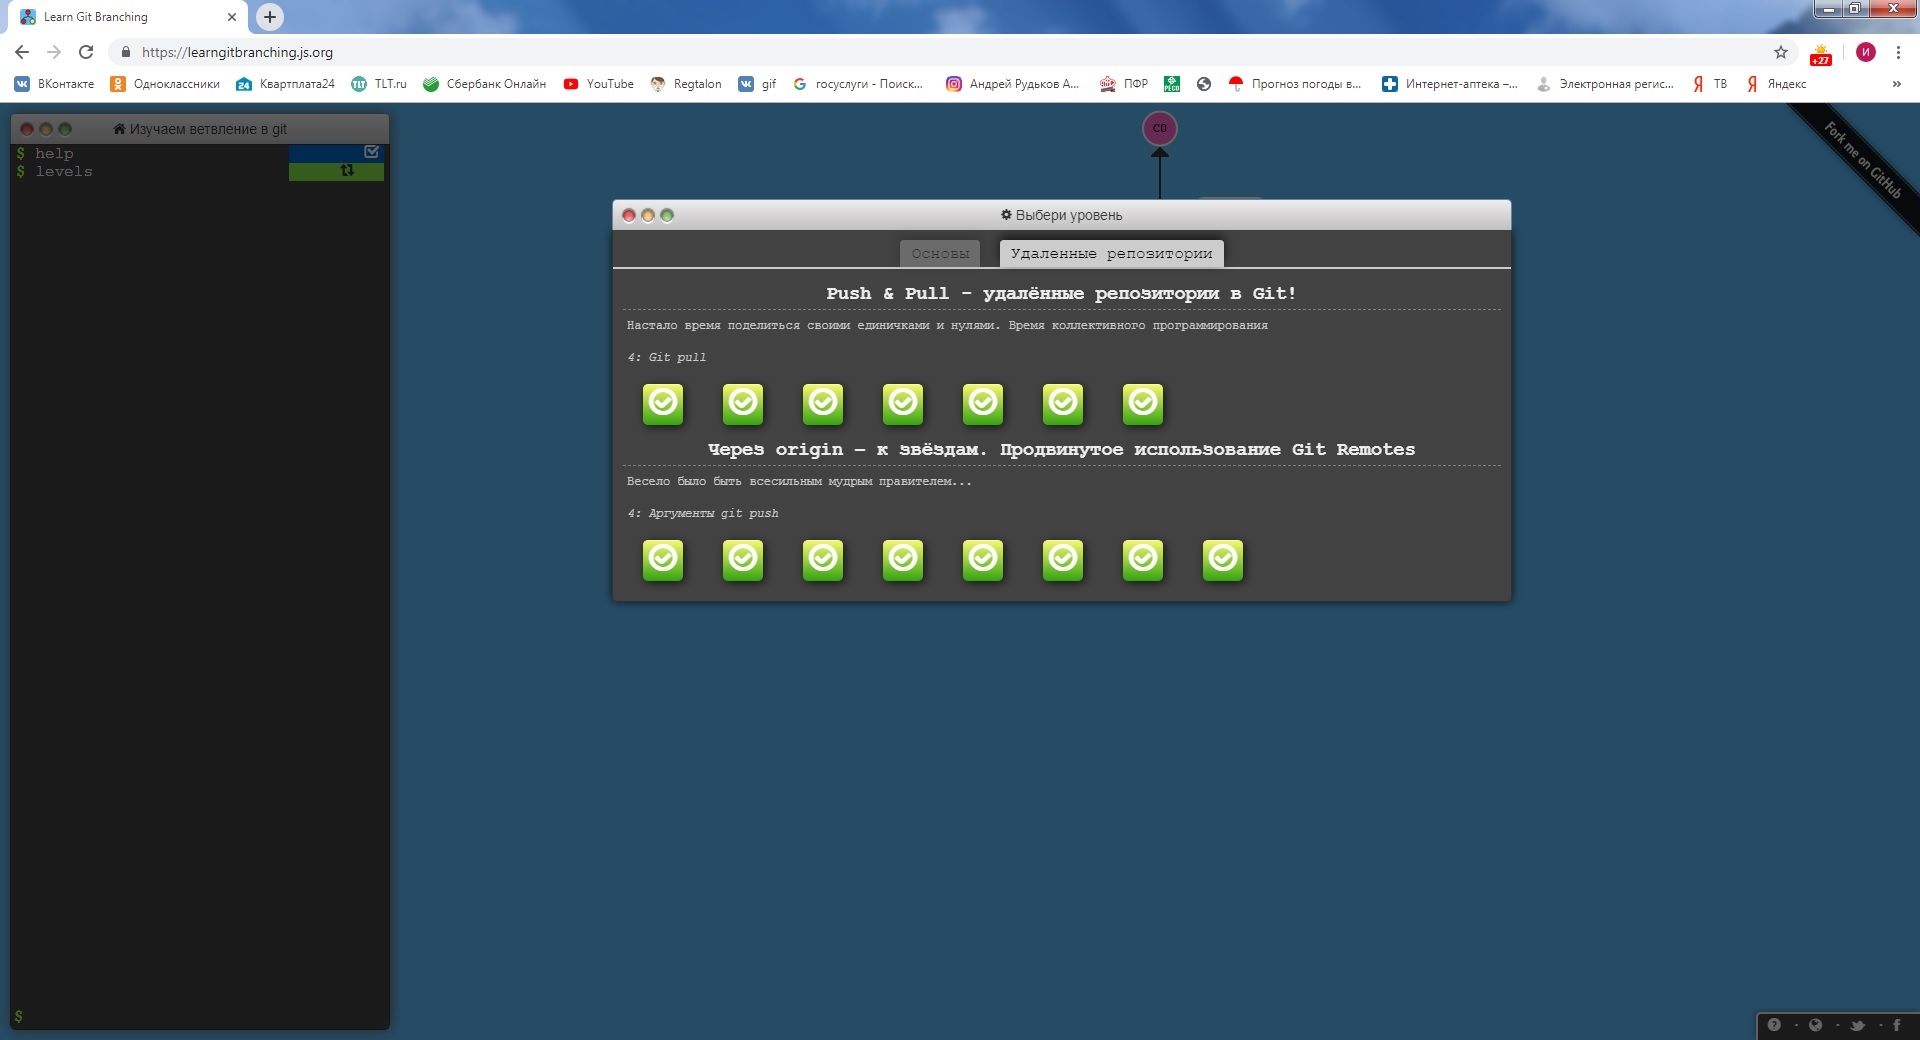 Learn Git Branching
https://learngitbranching.js.org
+27
И
ВКонтакте
Одноклассники
24
Квартплата24
TLT
TLT.ru
Сбербанк Онлайн
YouTube
Regtalon
gif
госуслуги - Поиск...
Андрей Рудьков А...
ПФР
РЕСО
Прогноз погоды в...
Интернет-аптека –...
Электронная регис...
Я ТВ
Я Яндекс
»
Изучаем ветвление в git
$ help
$ levels
$
C0
Fork me on GitHub
Выбери уровень
Основы
Удаленные репозитории
Push & Pull - удалённые репозитории в Git!
Настало время поделиться своими единичками и нулями. Время коллективного программирования
4: Git pull
Через origin – к звёздам. Продвинутое использование Git Remotes
Весело было быть всесильным мудрым правителем...
4: Аргументы git push